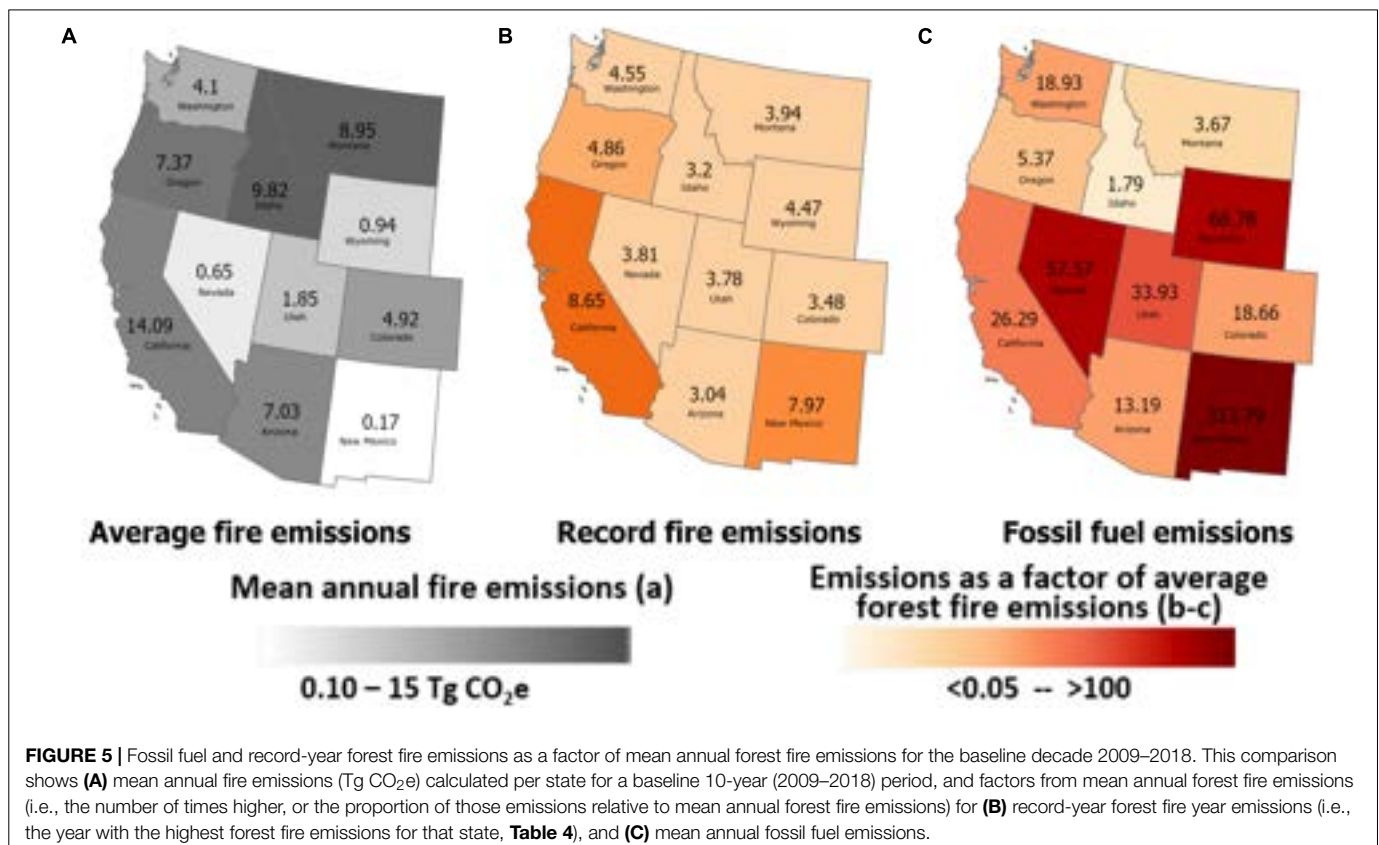 A
4.1
Washington
8.95
Montana
7.37
Oregon
9.82
Idaho
0.94
Wyoming
0.65
Nevada
1.85
Utah
4.92
Colorado
14.09
California
7.03
Arizona
0.17
New Mexico
Average fire emissions
B
4.55
Washington
3.94
Montana
4.86
Oregon
3.2
Idaho
4.47
Wyoming
3.81
Nevada
3.78
Utah
3.48
Colorado
8.65
California
3.04
Arizona
7.97
New Mexico
Record fire emissions
C
18.93
Washington
3.67
Montana
5.37
Oregon
1.79
Idaho
57.57
33.93
Utah
18.66
Colorado
26.29
California
13.19
Arizona
Fossil fuel emissions
Mean annual fire emissions (a)
0.10 – 15 Tg CO₂e
Emissions as a factor of average
forest fire emissions (b-c)
<0.05 -- >100
FIGURE 5 | Fossil fuel and record-year forest fire emissions as a factor of mean annual forest fire emissions for the baseline decade 2009–2018. This comparison
shows (A) mean annual fire emissions (Tg CO₂e) calculated per state for a baseline 10-year (2009–2018) period, and factors from mean annual forest fire emissions
(i.e., the number of times higher, or the proportion of those emissions relative to mean annual forest fire emissions) for (B) record-year forest fire year emissions (i.e.,
the year with the highest forest fire emissions for that state, Table 4), and (C) mean annual fossil fuel emissions.